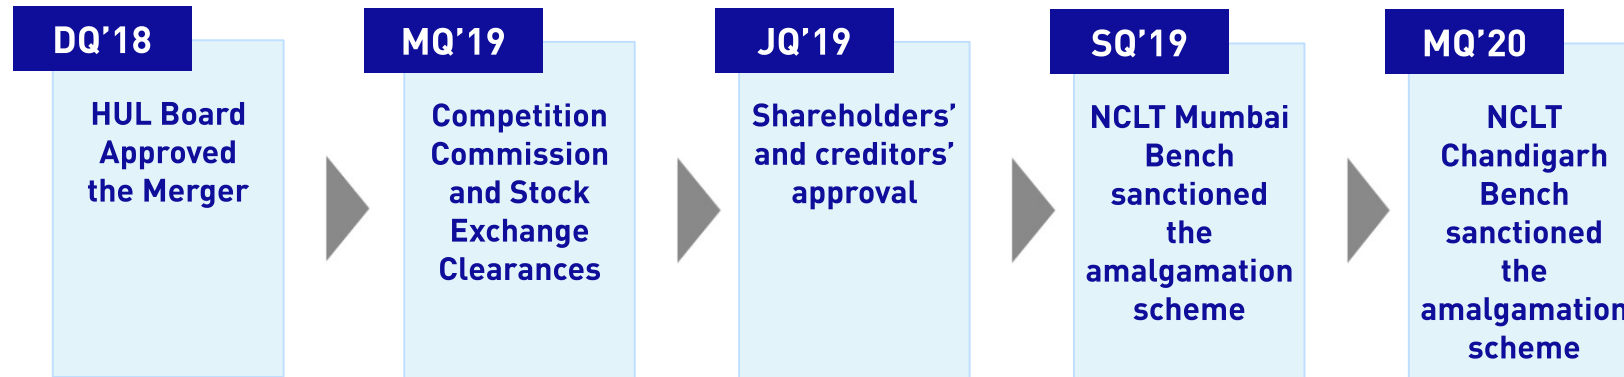 DQ’18
HUL Board
Approved
the Merger
MQ’19
Competition
Commission
and Stock
Exchange
Clearances
JQ’19
Shareholders’
and creditors’
approval
SQ’19
NCLT Mumbai
Bench
sanctioned
the
amalgamation
scheme
MQ’20
NCLT
Chandigarh
Bench
sanctioned
the
amalgamation
scheme